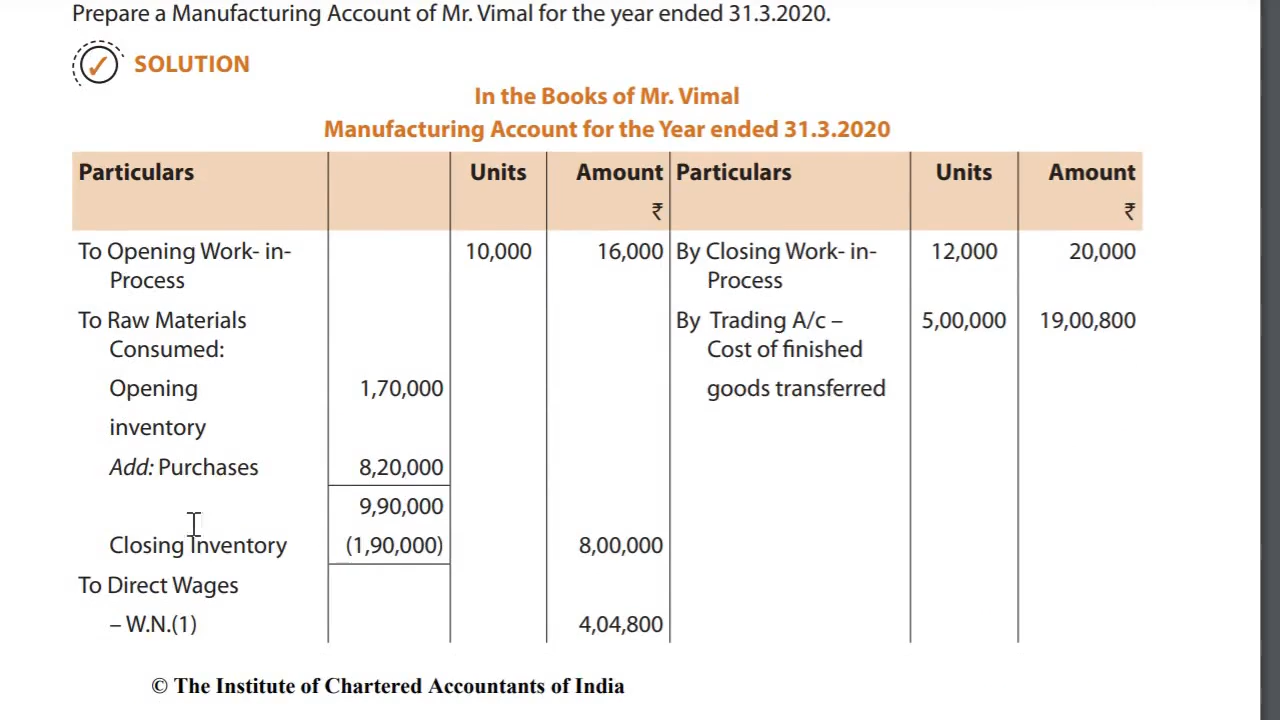 Prepare a Manufacturing Account of Mr. Vimal for the year ended 31.3.2020.
SOLUTION
In the Books of Mr. Vimal
Manufacturing Account for the Year ended 31.3.2020
Particulars Units Amount Particulars Units Amount
₹ ₹
To Opening Work- in- 10,000 16,000 By Closing Work- in- 12,000 20,000
Process Process
To Raw Materials By Trading A/c – 5,00,000 19,00,800
Consumed: Cost of finished
Opening 1,70,000 goods transferred
inventory
Add: Purchases 8,20,000
9,90,000
Closing Inventory (1,90,000) 8,00,000
To Direct Wages
– W.N.(1) 4,04,800
© The Institute of Chartered Accountants of India